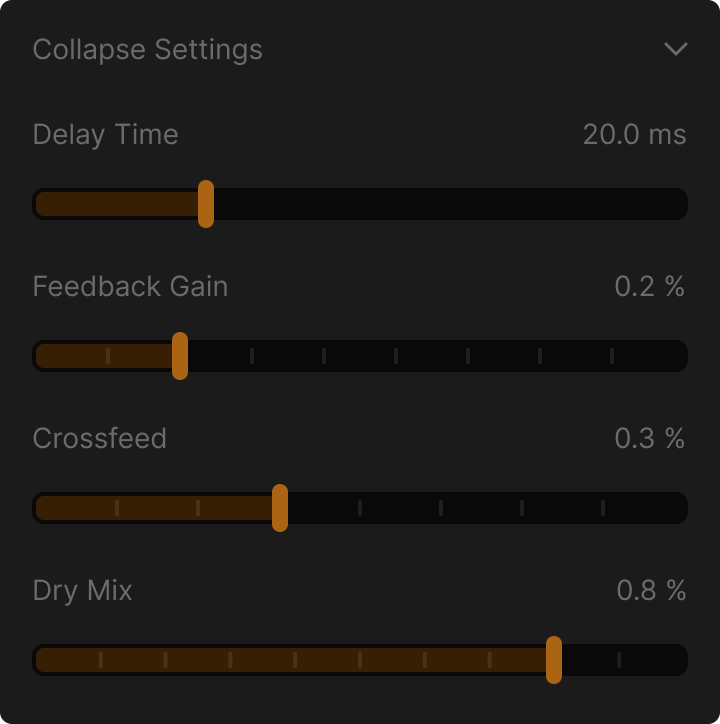 Collapse Settings
Delay Time 20.0 ms
Feedback Gain 0.2 %
Crossfeed 0.3 %
Dry Mix 0.8 %